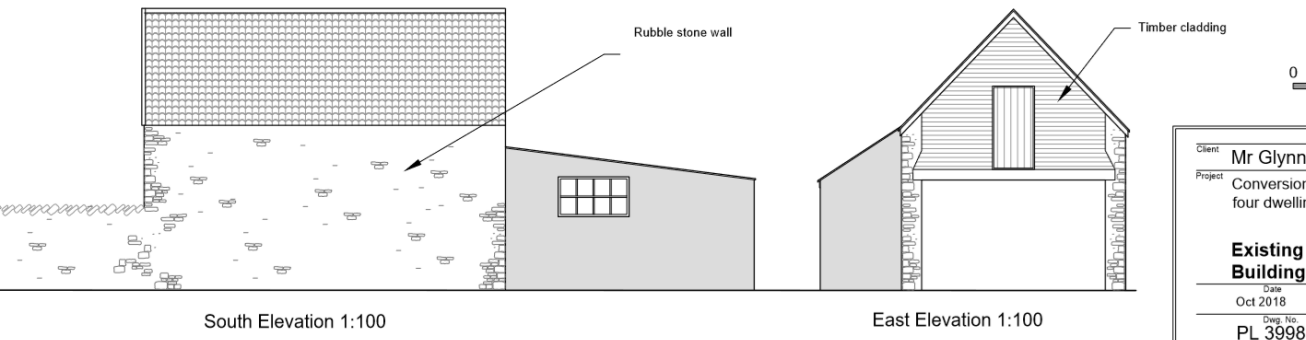 Rubble stone wall
Timber cladding
0
South Elevation 1:100
East Elevation 1:100
Client Mr Glynn
Project Conversion
four dwellin
Existing
Building
Date
Oct 2018
Dwg. No.
PL 3998